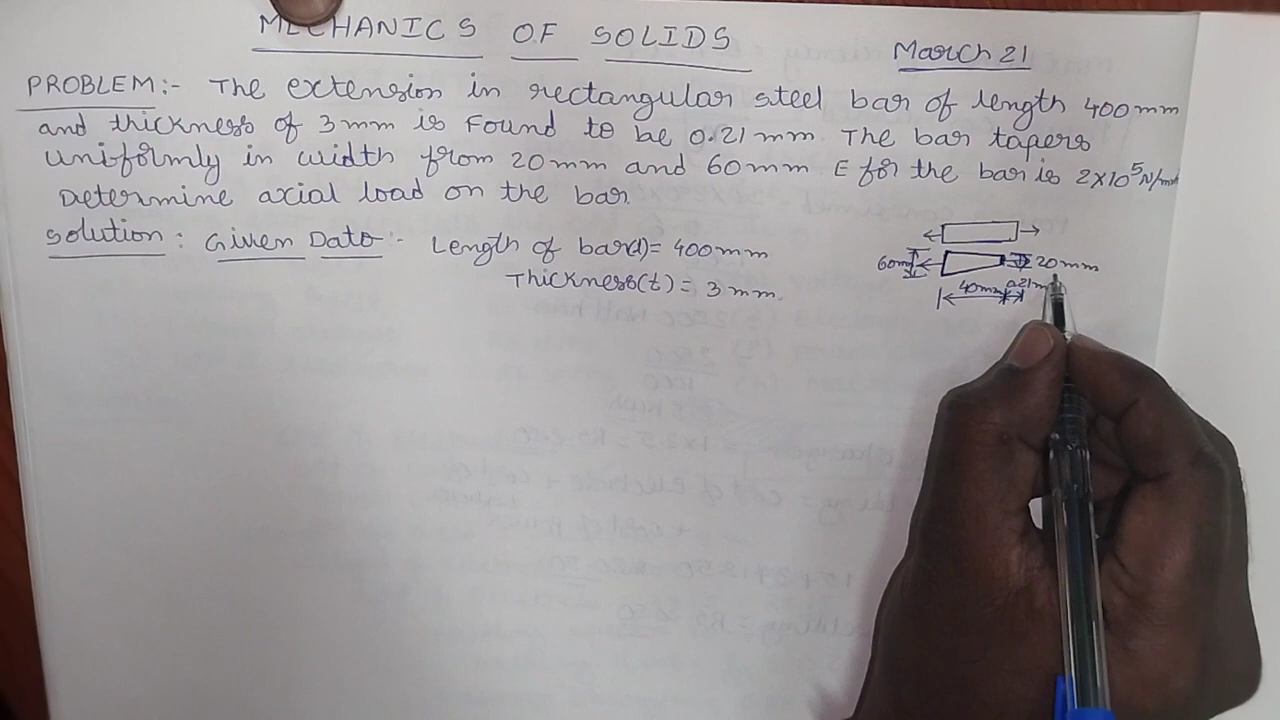 MECHANICS OF SOLIDS
March 21
PROBLEM:- The extension in rectangular steel bar of length 400mm
and thickness of 3mm is Found to be 0.21mm. The bar tapers
uniformly in width from 20mm and 60mm E for the bar is 2×10⁵N/mm
Determine axial load on the bar.
Solution: Given Data:- Length of bar(l)= 400mm
Thickness(t) = 3mm.
60m
20mm
40mm
0.21m